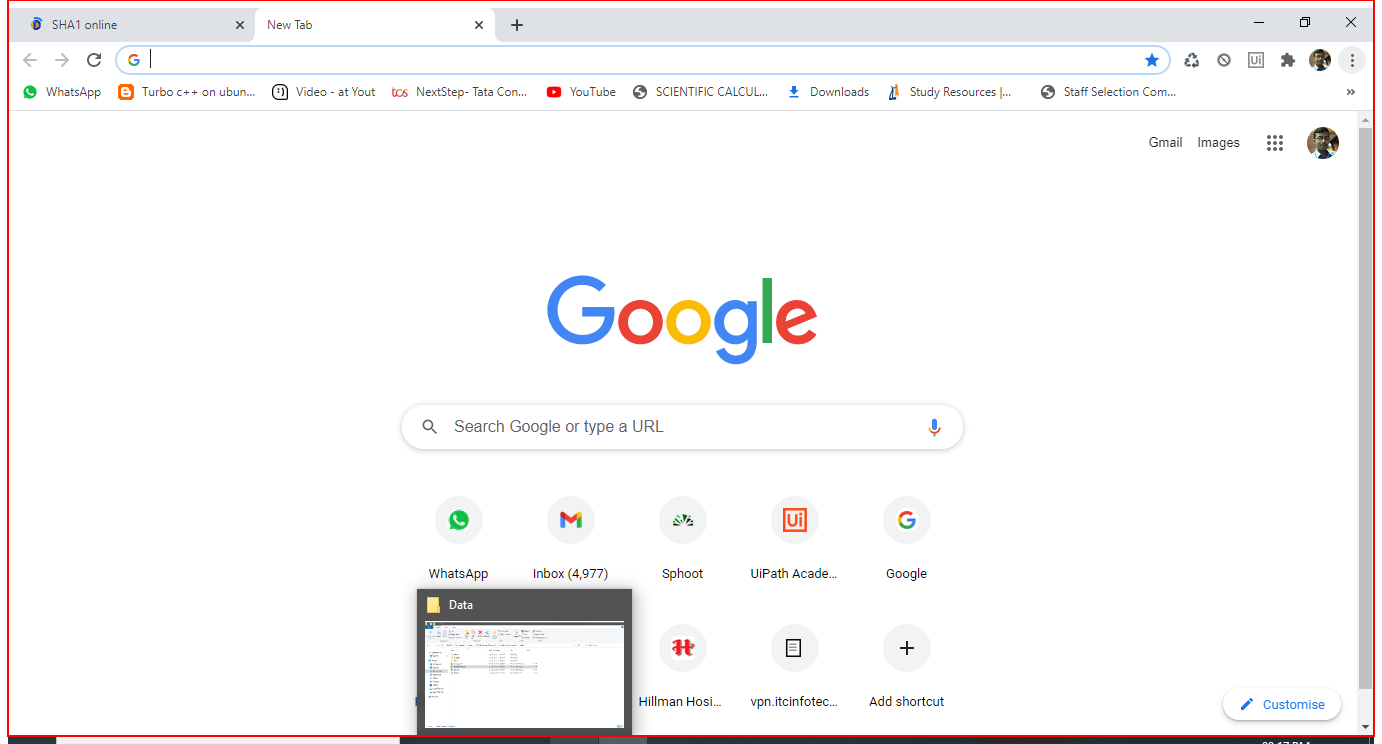 SHA1 online
New Tab
WhatsApp
Turbo c++ on ubun...
Video - at Yout
tcs
NextStep- Tata Con...
YouTube
SCIENTIFIC CALCUL...
Downloads
Study Resources |...
Staff Selection Com...
»
Gmail
Images
Google
Search Google or type a URL
WhatsApp
Inbox (4,977)
Sphoot
Ui
UiPath Acade...
Google
Data
Hillman Hosi...
vpn.itcinfotec...
Add shortcut
Customise